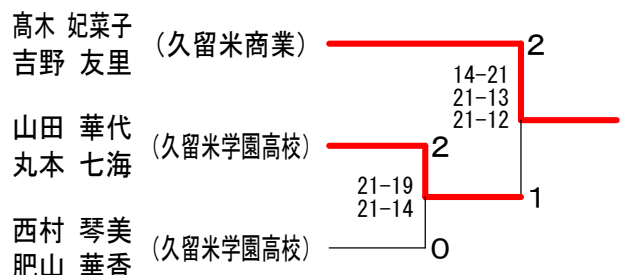 髙木 妃菜子
吉野 友里
(久留米商業)
2
14-21
21-13
21-12
山田 華代
丸本 七海
(久留米学園高校)
2
21-19
21-14
1
西村 琴美
肥山 華香
(久留米学園高校)
0